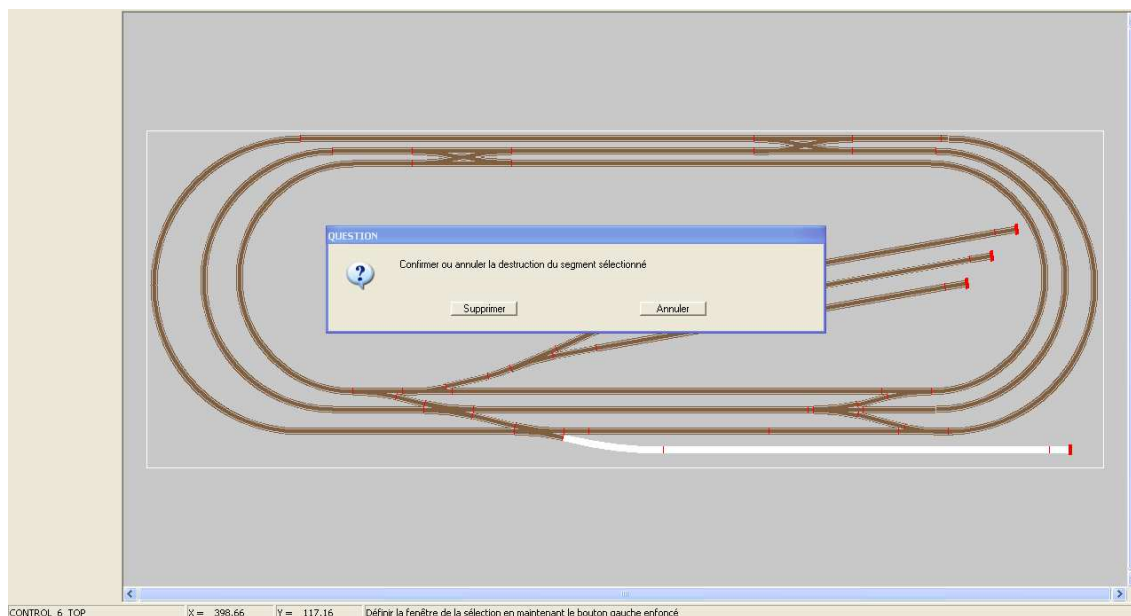 QUESTION
Confirmer ou annuler la destruction du segment sélectionné
Supprimer
Annuler
CONTROL 6 TOP
X = 398.66
Y = 117.16
Définir la fenêtre de la sélection en maintenant le bouton gauche enfoncé